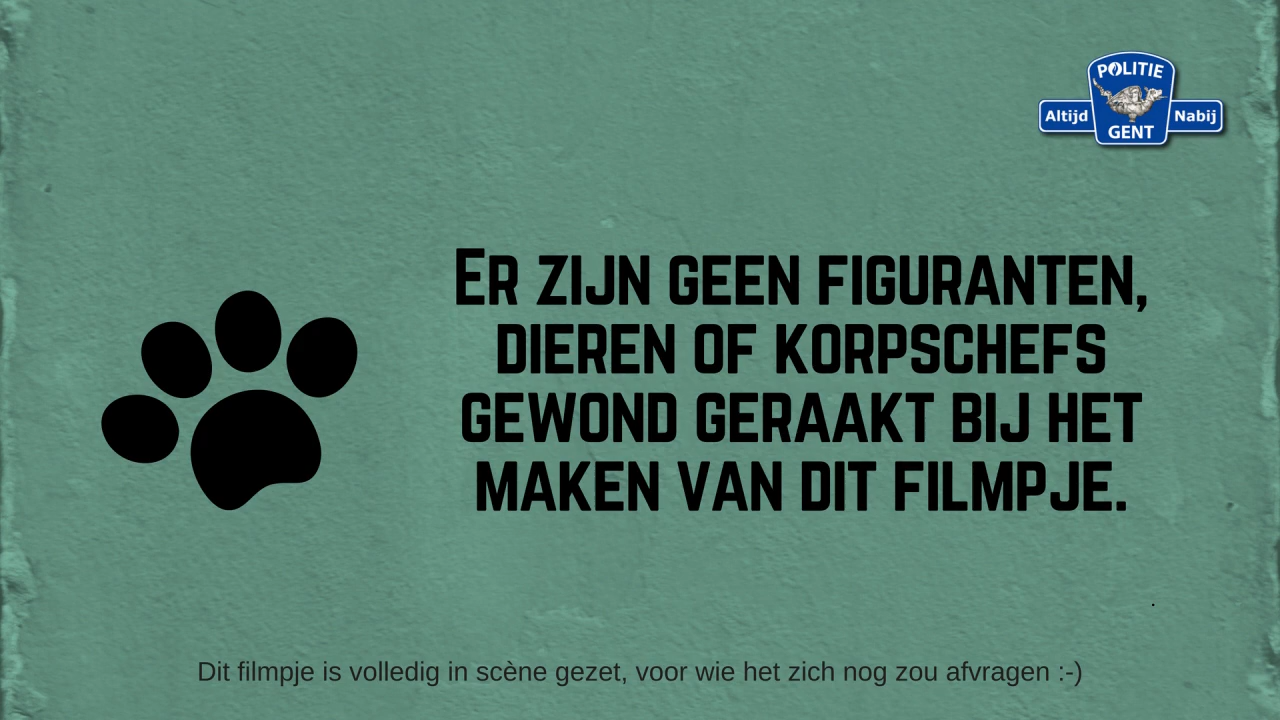 POLITIE
Altijd Nabij
GENT
Er zijn geen figuranten,
dieren of korpschefs
gewond geraakt bij het
maken van dit filmpje.
Dit filmpje is volledig in scène gezet, voor wie het zich nog zou afvragen :-)